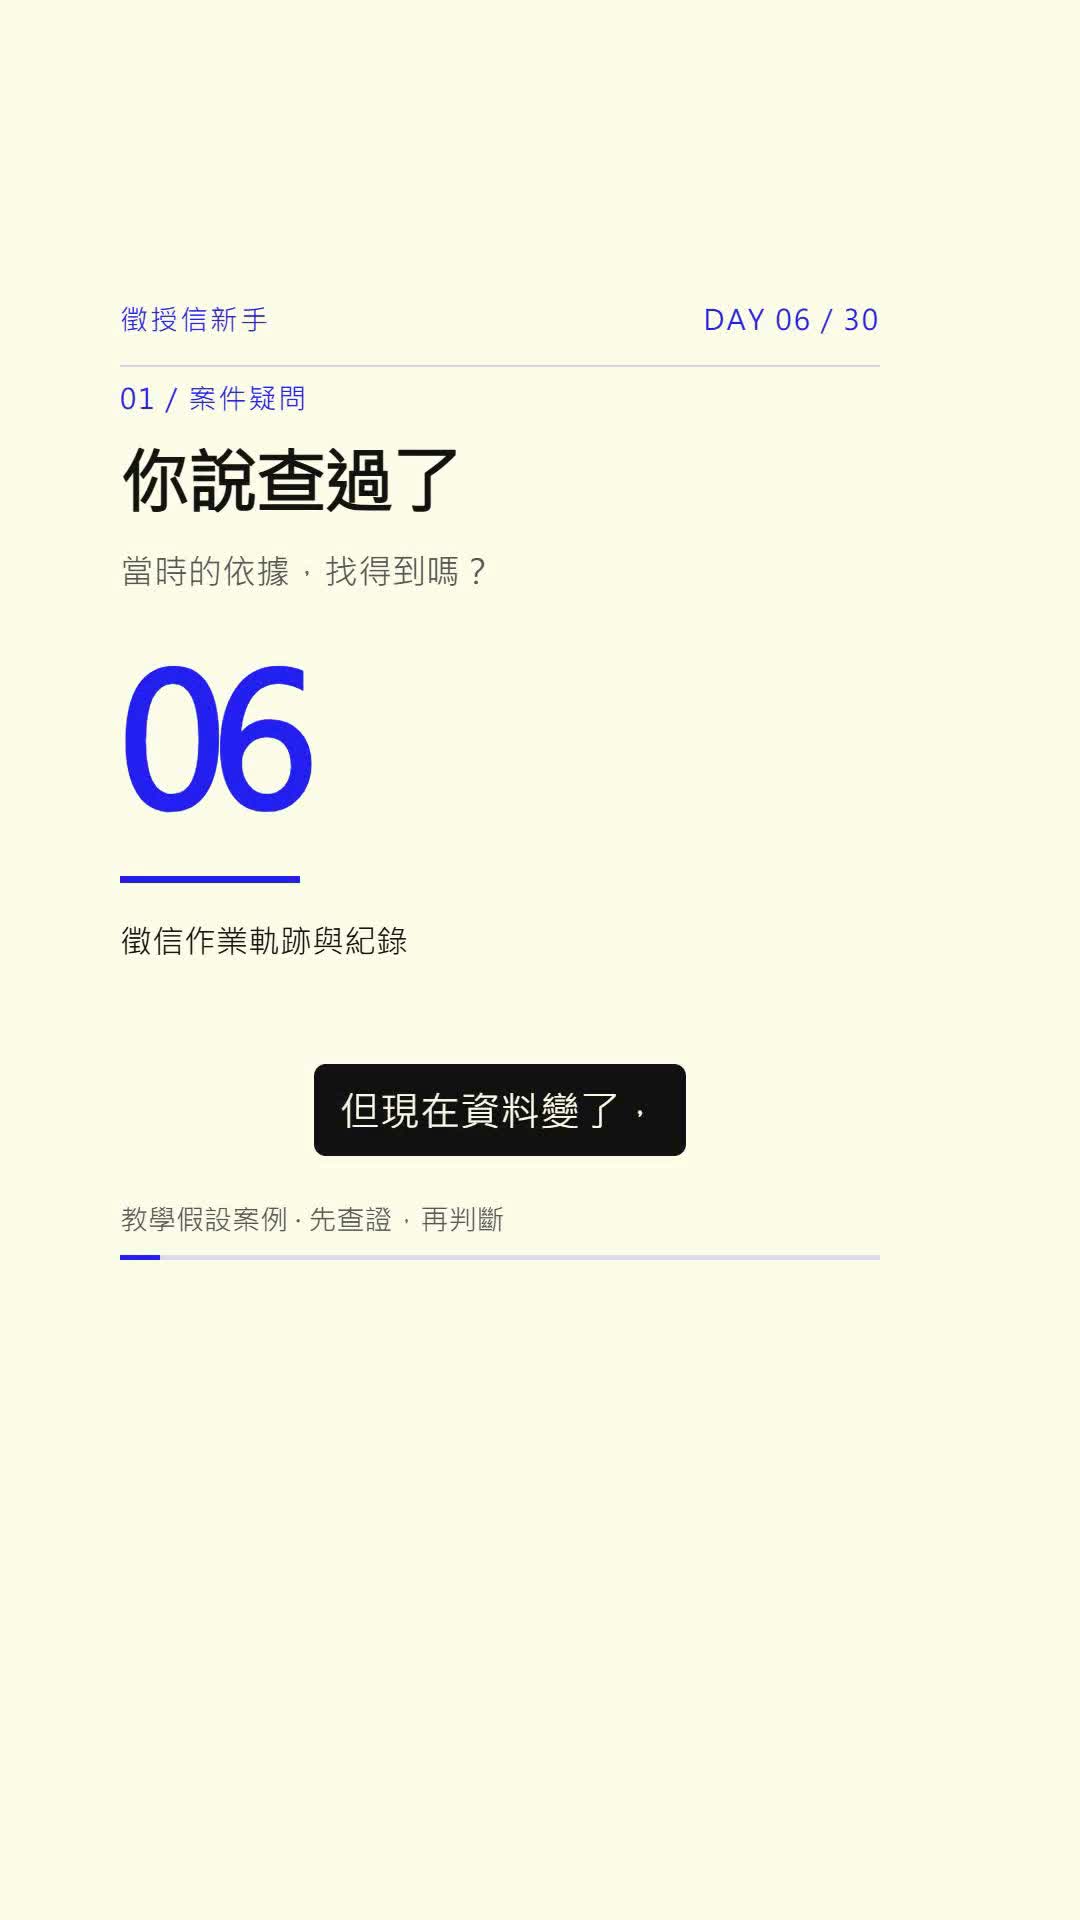 徵授信新手
DAY 06 / 30
01 / 案件疑問
你說查過了
當時的依據，找得到嗎？
06
徵信作業軌跡與紀錄
但現在資料變了，
教學假設案例·先查證，再判斷